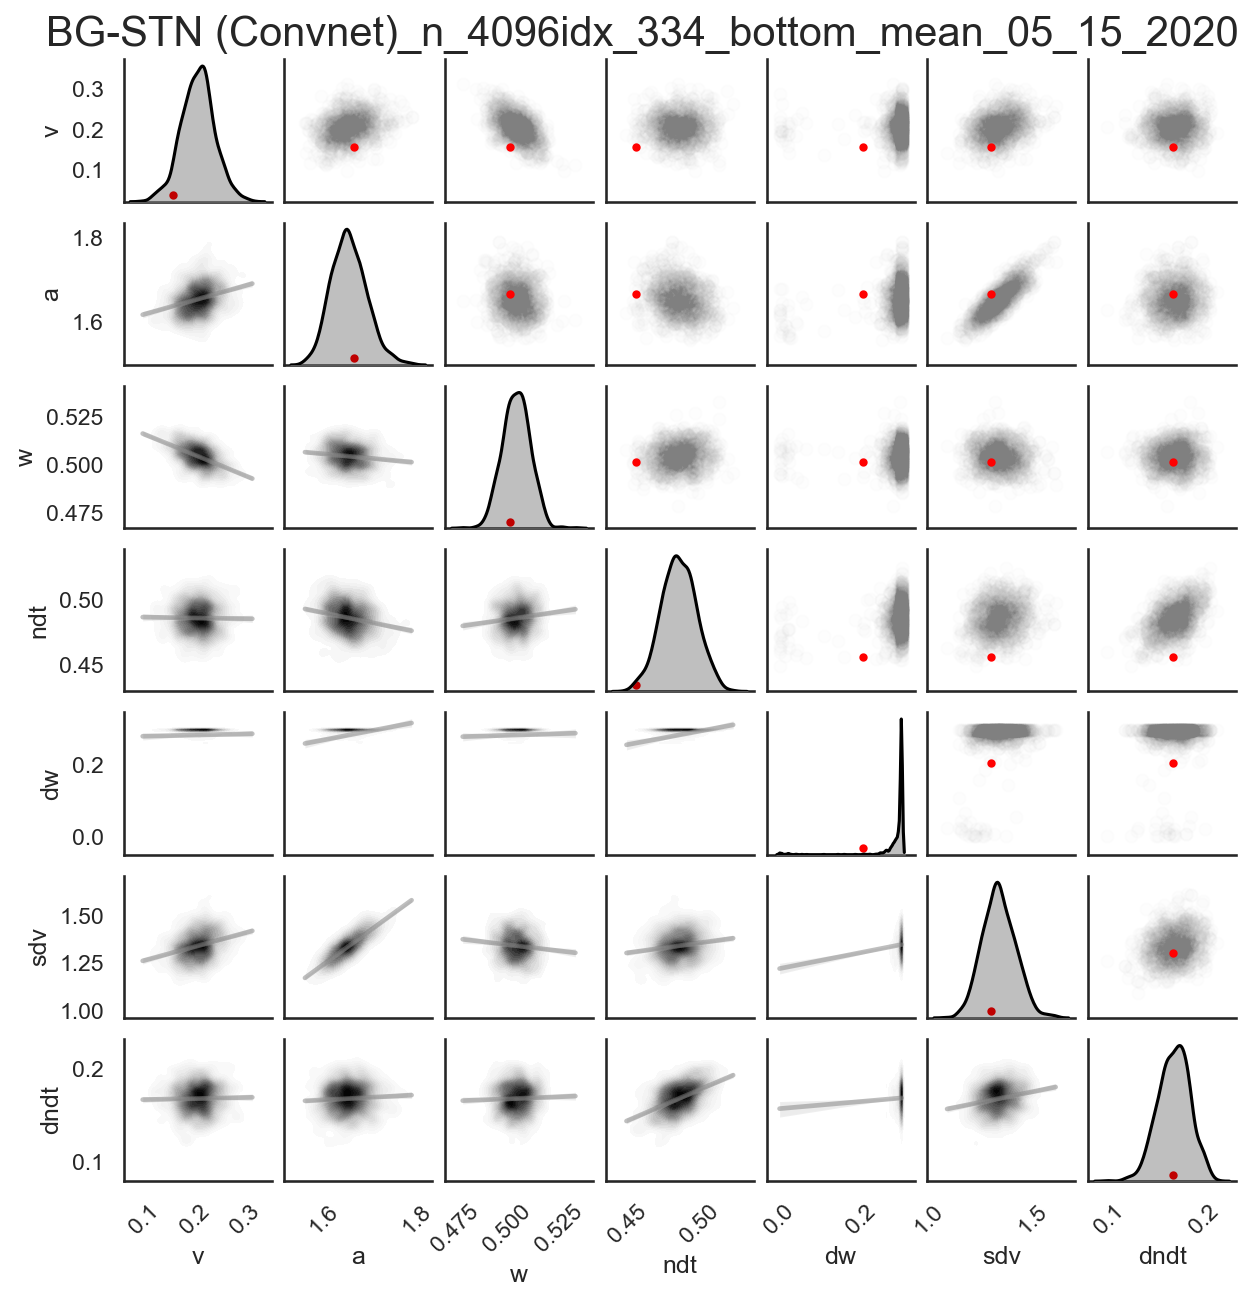 BG-STN (Convnet)_n_4096idx_334_bottom_mean_05_15_2020
0.3
0.2
0.1
v
1.8
1.6
a
0.525
0.500
0.475
w
0.50
0.45
ndt
0.2
0.0
dw
1.50
1.25
1.00
sdv
0.2
0.1
dndt
0.1 0.2 0.3 1.6 1.8 0.475 0.500 0.525 0.45 0.50 0.0 0.2 1.0 1.5 0.1 0.2
v a w ndt dw sdv dndt